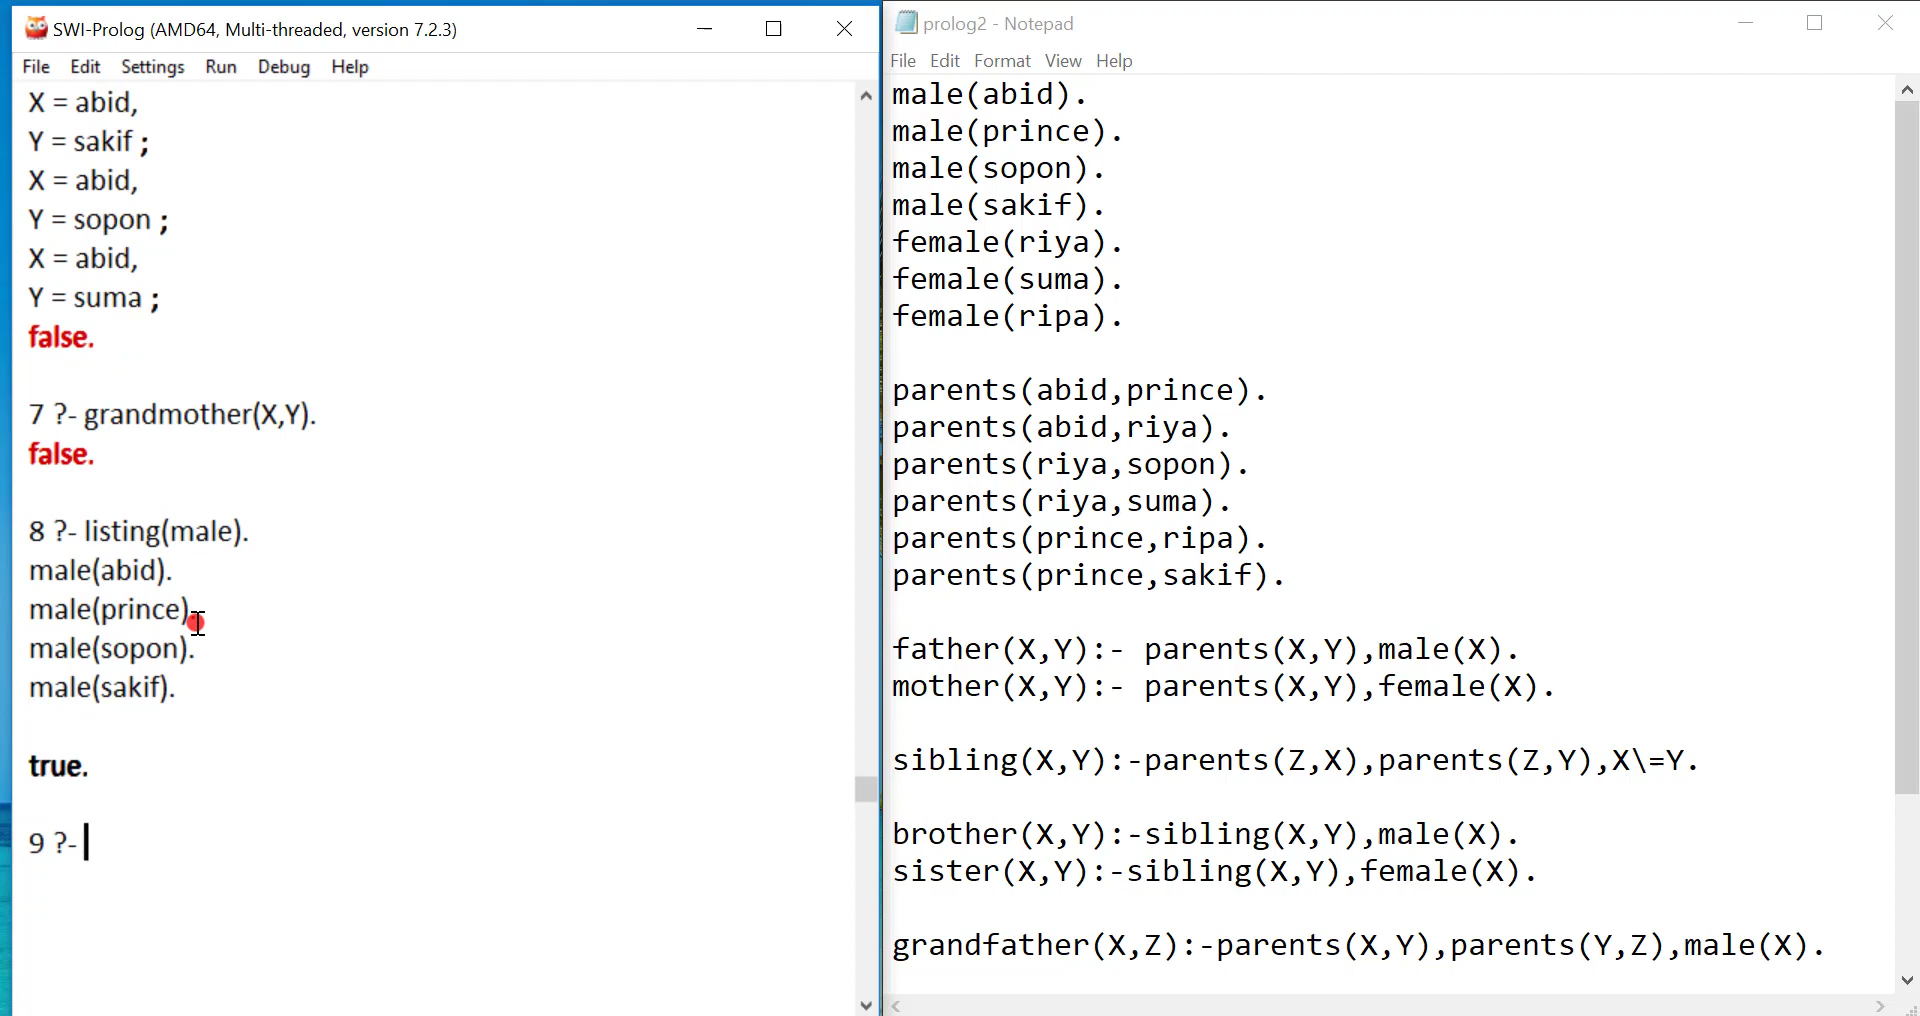 SWI-Prolog (AMD64, Multi-threaded, version 7.2.3)
File Edit Settings Run Debug Help
X = abid,
Y = sakif ;
X = abid,
Y = sopon ;
X = abid,
Y = suma ;
false.
7 ?- grandmother(X,Y).
false.
8 ?- listing(male).
male(abid).
male(prince).
male(sopon).
male(sakif).
true.
9 ?-
prolog2 - Notepad
File Edit Format View Help
male(abid).
male(prince).
male(sopon).
male(sakif).
female(riya).
female(suma).
female(ripa).
parents(abid,prince).
parents(abid,riya).
parents(riya,sopon).
parents(riya,suma).
parents(prince,ripa).
parents(prince,sakif).
father(X,Y):- parents(X,Y),male(X).
mother(X,Y):- parents(X,Y),female(X).
sibling(X,Y):-parents(Z,X),parents(Z,Y),X\=Y.
brother(X,Y):-sibling(X,Y),male(X).
sister(X,Y):-sibling(X,Y),female(X).
grandfather(X,Z):-parents(X,Y),parents(Y,Z),male(X).